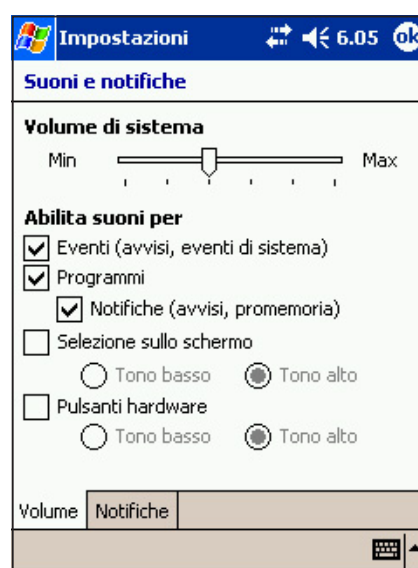 Impostazioni 6.05 ok
Suoni e notifiche
Volume di sistema
Min Max
Abilita suoni per
Eventi (avvisi, eventi di sistema)
Programmi
Notifiche (avvisi, promemoria)
Selezione sullo schermo
Tono basso Tono alto
Pulsanti hardware
Tono basso Tono alto
Volume Notifiche